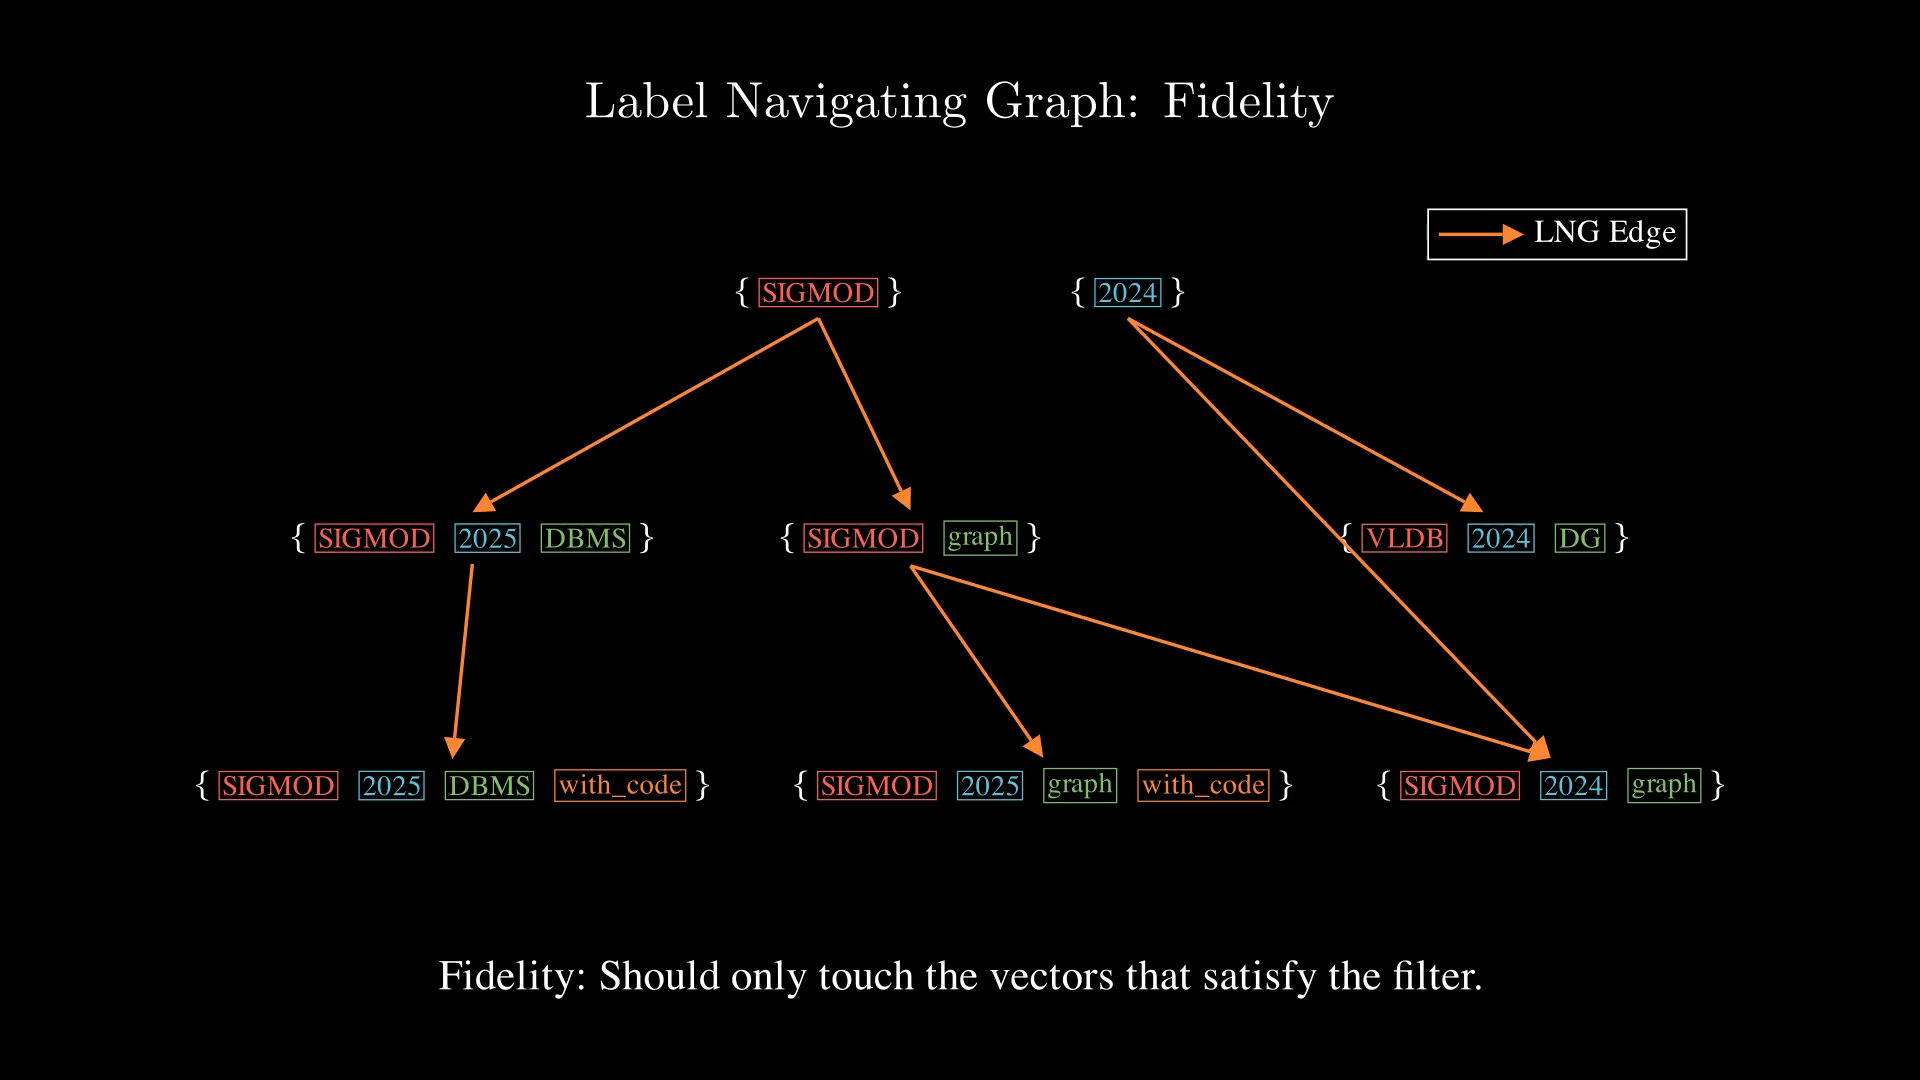 Label Navigating Graph: Fidelity
LNG Edge
{ SIGMOD }
{ 2024 }
{ SIGMOD 2025 DBMS }
{ SIGMOD graph }
{ VLDB 2024 DG }
{ SIGMOD 2025 DBMS with_code }
{ SIGMOD 2025 graph with_code }
{ SIGMOD 2024 graph }
Fidelity: Should only touch the vectors that satisfy the filter.